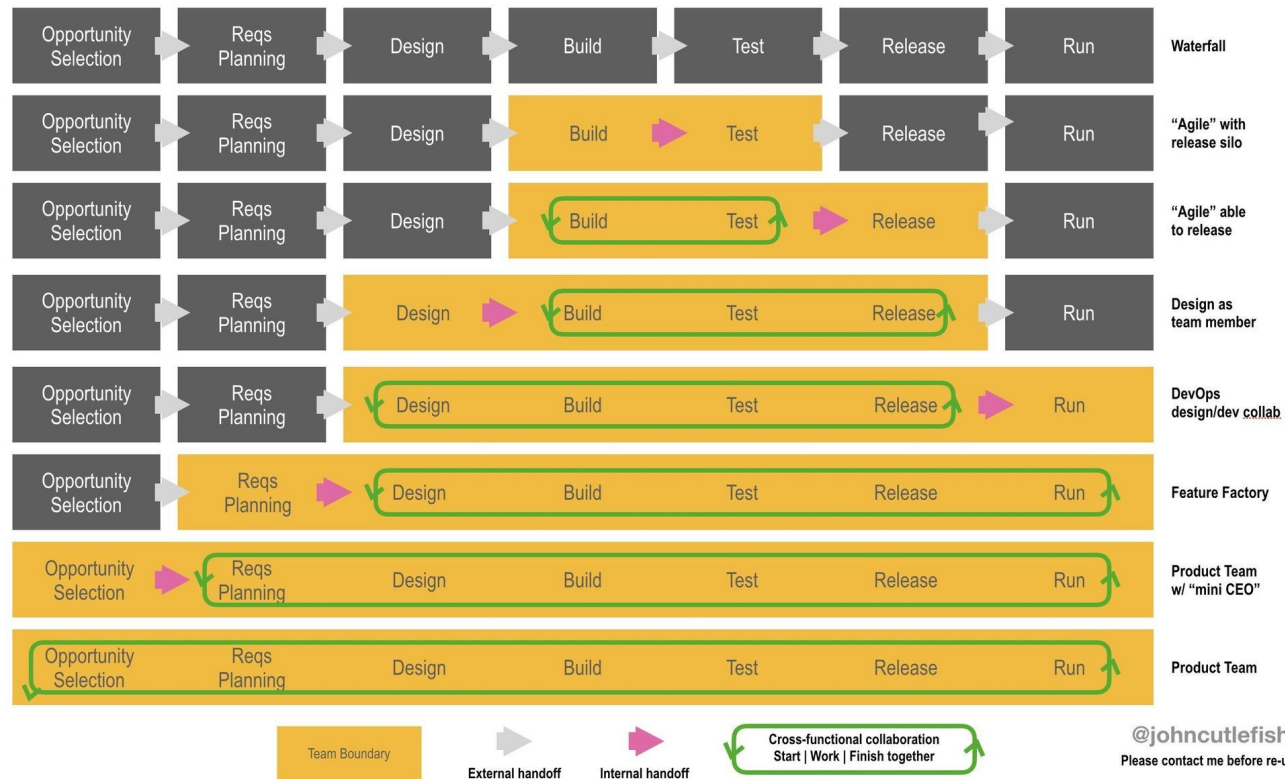 Opportunity
Selection
Reqs
Planning
Design
Build
Test
Release
Run
Waterfall
Opportunity
Selection
Reqs
Planning
Design
Build
Test
Release
Run
“Agile” with
release silo
Opportunity
Selection
Reqs
Planning
Design
Build
Test
Release
Run
“Agile” able
to release
Opportunity
Selection
Reqs
Planning
Design
Build
Test
Release
Run
Design as
team member
Opportunity
Selection
Reqs
Planning
Design
Build
Test
Release
Run
DevOps
design/dev collab
Opportunity
Selection
Reqs
Planning
Design
Build
Test
Release
Run
Feature Factory
Opportunity
Selection
Reqs
Planning
Design
Build
Test
Release
Run
Product Team
w/ “mini CEO”
Opportunity
Selection
Reqs
Planning
Design
Build
Test
Release
Run
Product Team
Team Boundary
External handoff
Internal handoff
Cross-functional collaboration
Start | Work | Finish together
@johncutlefish
Please contact me before